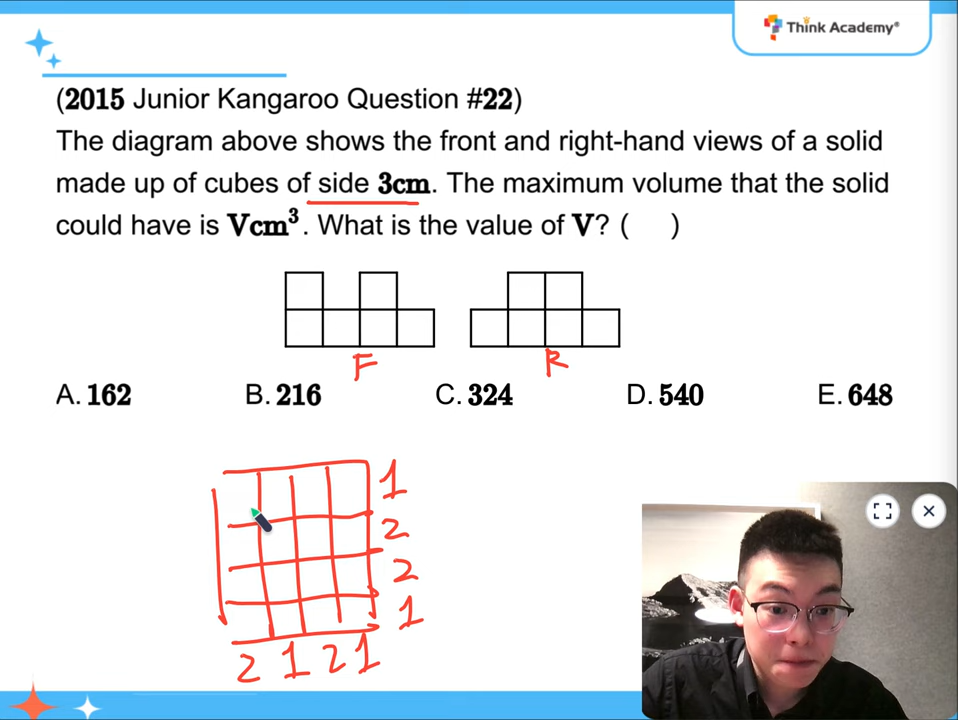 Think Academy®
(2015 Junior Kangaroo Question #22)
The diagram above shows the front and right-hand views of a solid
made up of cubes of side 3cm. The maximum volume that the solid
could have is Vcm³. What is the value of V? ( )
F R
A. 162 B. 216 C. 324 D. 540 E. 648
1
2
2
1
2 1 2 1